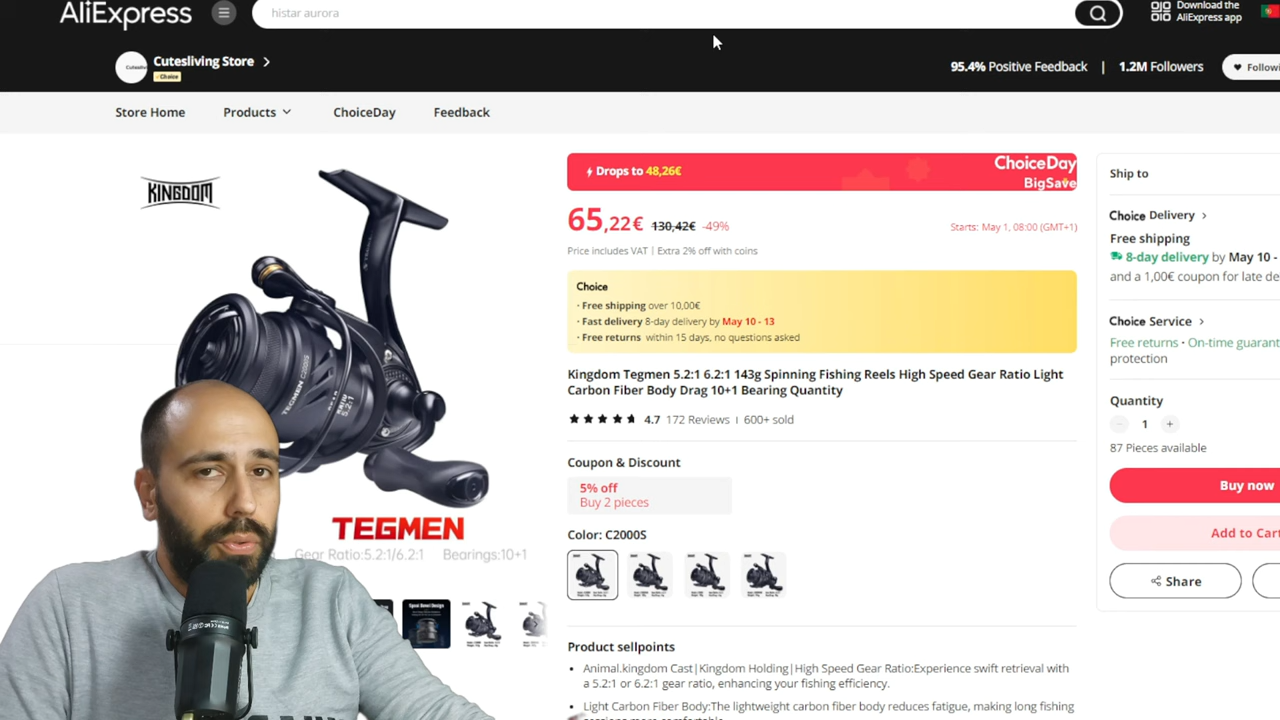 AliExpress
histar aurora
Download the
AliExpress app
Cutesliving Store >
Choice
95.4% Positive Feedback | 1.2M Followers
Store Home
Products
ChoiceDay
Feedback
KINGDOM
TEGMEN C2000S
5.2:1
TEGMEN
Gear Ratio:5.2:1/6.2:1 Bearings:10+1
Drops to 48,26€
ChoiceDay
BigSave
65,22€ 130,42€ -49%
Starts: May 1, 08:00 (GMT+1)
Price includes VAT | Extra 2% off with coins
Choice
· Free shipping over 10,00€
· Fast delivery 8-day delivery by May 10 - 13
· Free returns within 15 days, no questions asked
Kingdom Tegmen 5.2:1 6.2:1 143g Spinning Fishing Reels High Speed Gear Ratio Light
Carbon Fiber Body Drag 10+1 Bearing Quantity
4.7 172 Reviews | 600+ sold
Coupon & Discount
5% off
Buy 2 pieces
Color: C2000S
Product sellpoints
• Animal.kingdom Cast|Kingdom Holding|High Speed Gear Ratio:Experience swift retrieval with
a 5.2:1 or 6.2:1 gear ratio, enhancing your fishing efficiency.
• Light Carbon Fiber Body:The lightweight carbon fiber body reduces fatigue, making long fishing
Ship to
Choice Delivery >
Free shipping
8-day delivery by May 10 -
and a 1,00€ coupon for late de
Choice Service >
Free returns · On-time guarant
protection
Quantity
- 1 +
87 Pieces available
Buy now
Add to Cart
Share